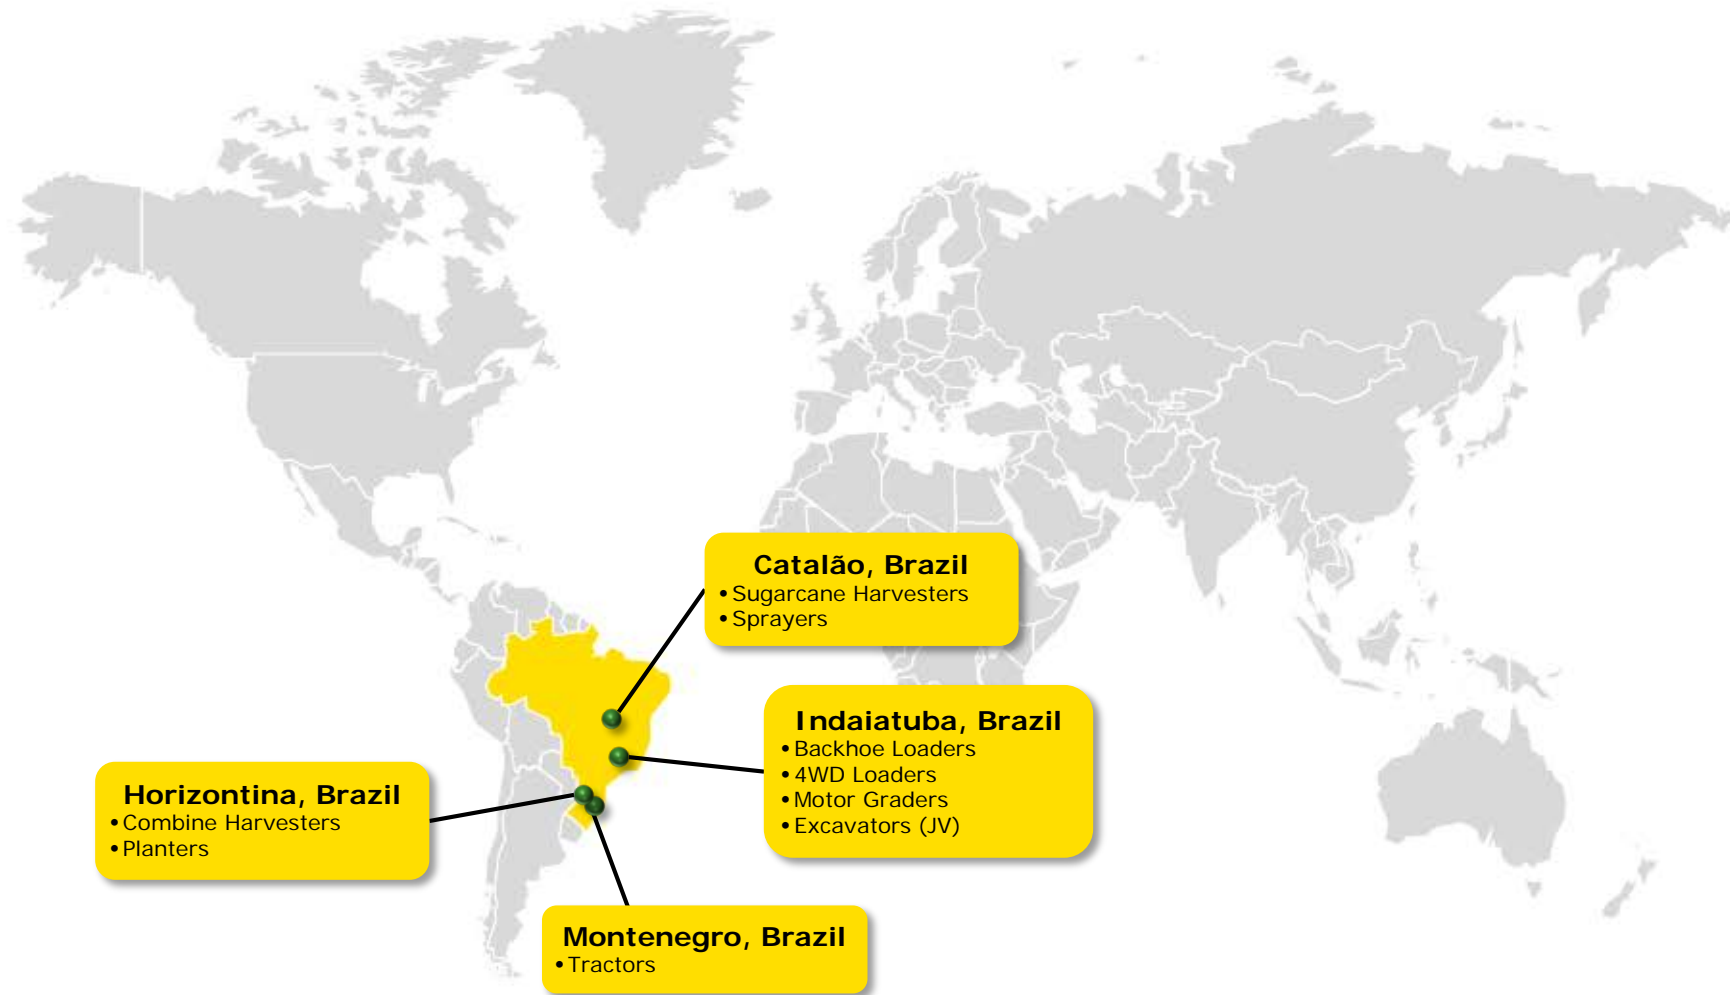 Catalão, Brazil
• Sugarcane Harvesters
• Sprayers
Indaiatuba, Brazil
• Backhoe Loaders
• 4WD Loaders
• Motor Graders
• Excavators (JV)
Horizontina, Brazil
• Combine Harvesters
• Planters
Montenegro, Brazil
• Tractors